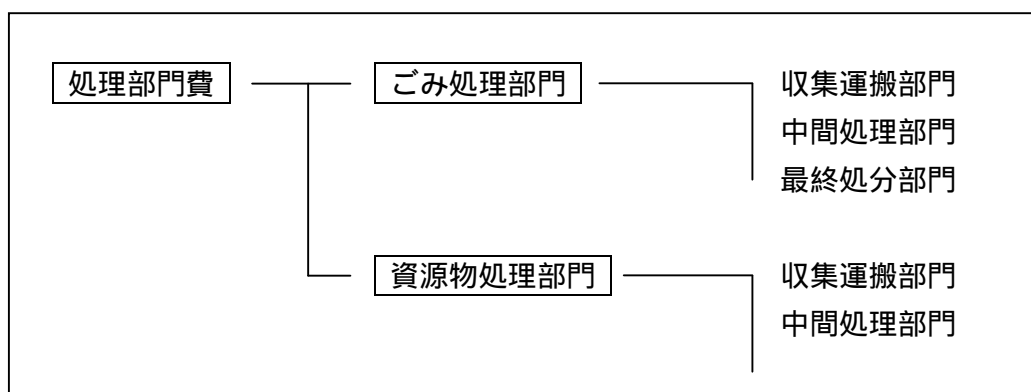 処理部門費
ごみ処理部門
収集運搬部門
中間処理部門
最終処分部門
資源物処理部門
収集運搬部門
中間処理部門